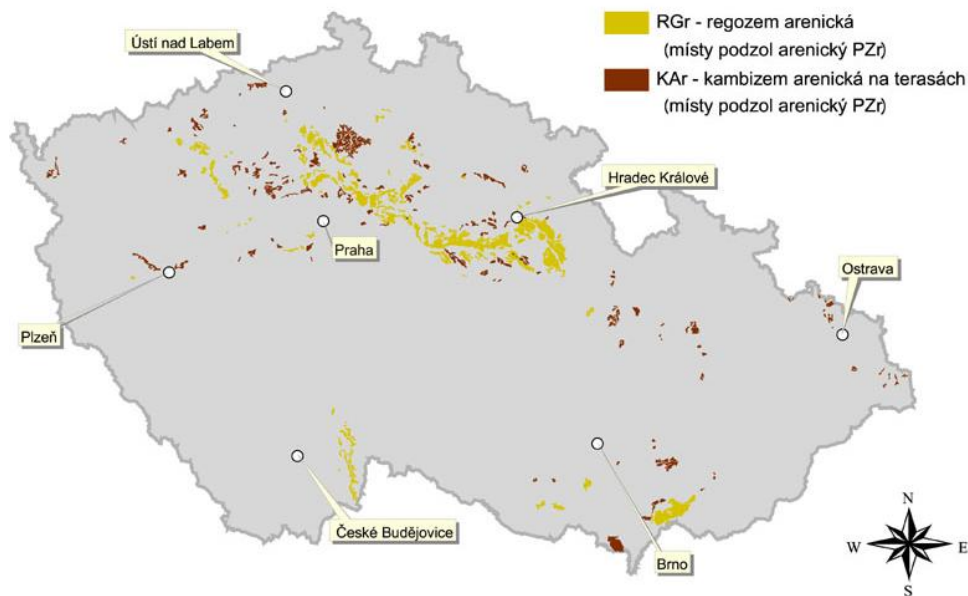 RGr - regozem arenická
(místy podzol arenický PZr)
KAr - kambizem arenická na terasách
(místy podzol arenický PZr)
Ústí nad Labem
Hradec Králové
Praha
Ostrava
Plzeň
České Budějovice
Brno
N
W
E
S